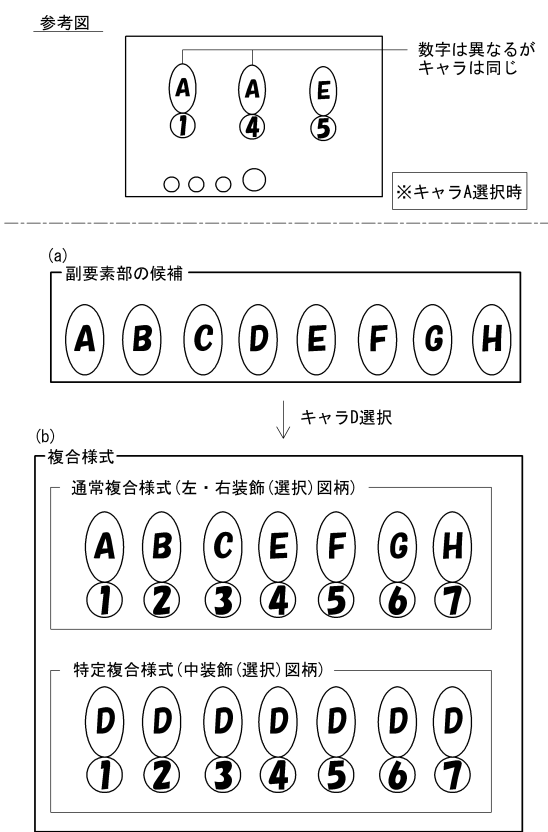 参考図
数字は異なるが
キャラは同じ
A A E
1 4 5
※キャラA選択時
(a)
副要素部の候補
A B C D E F G H
キャラD選択
(b)
複合様式
通常複合様式(左・右装飾(選択)図柄)
A B C E F G H
1 2 3 4 5 6 7
特定複合様式(中装飾(選択)図柄)
D D D D D D D
1 2 3 4 5 6 7